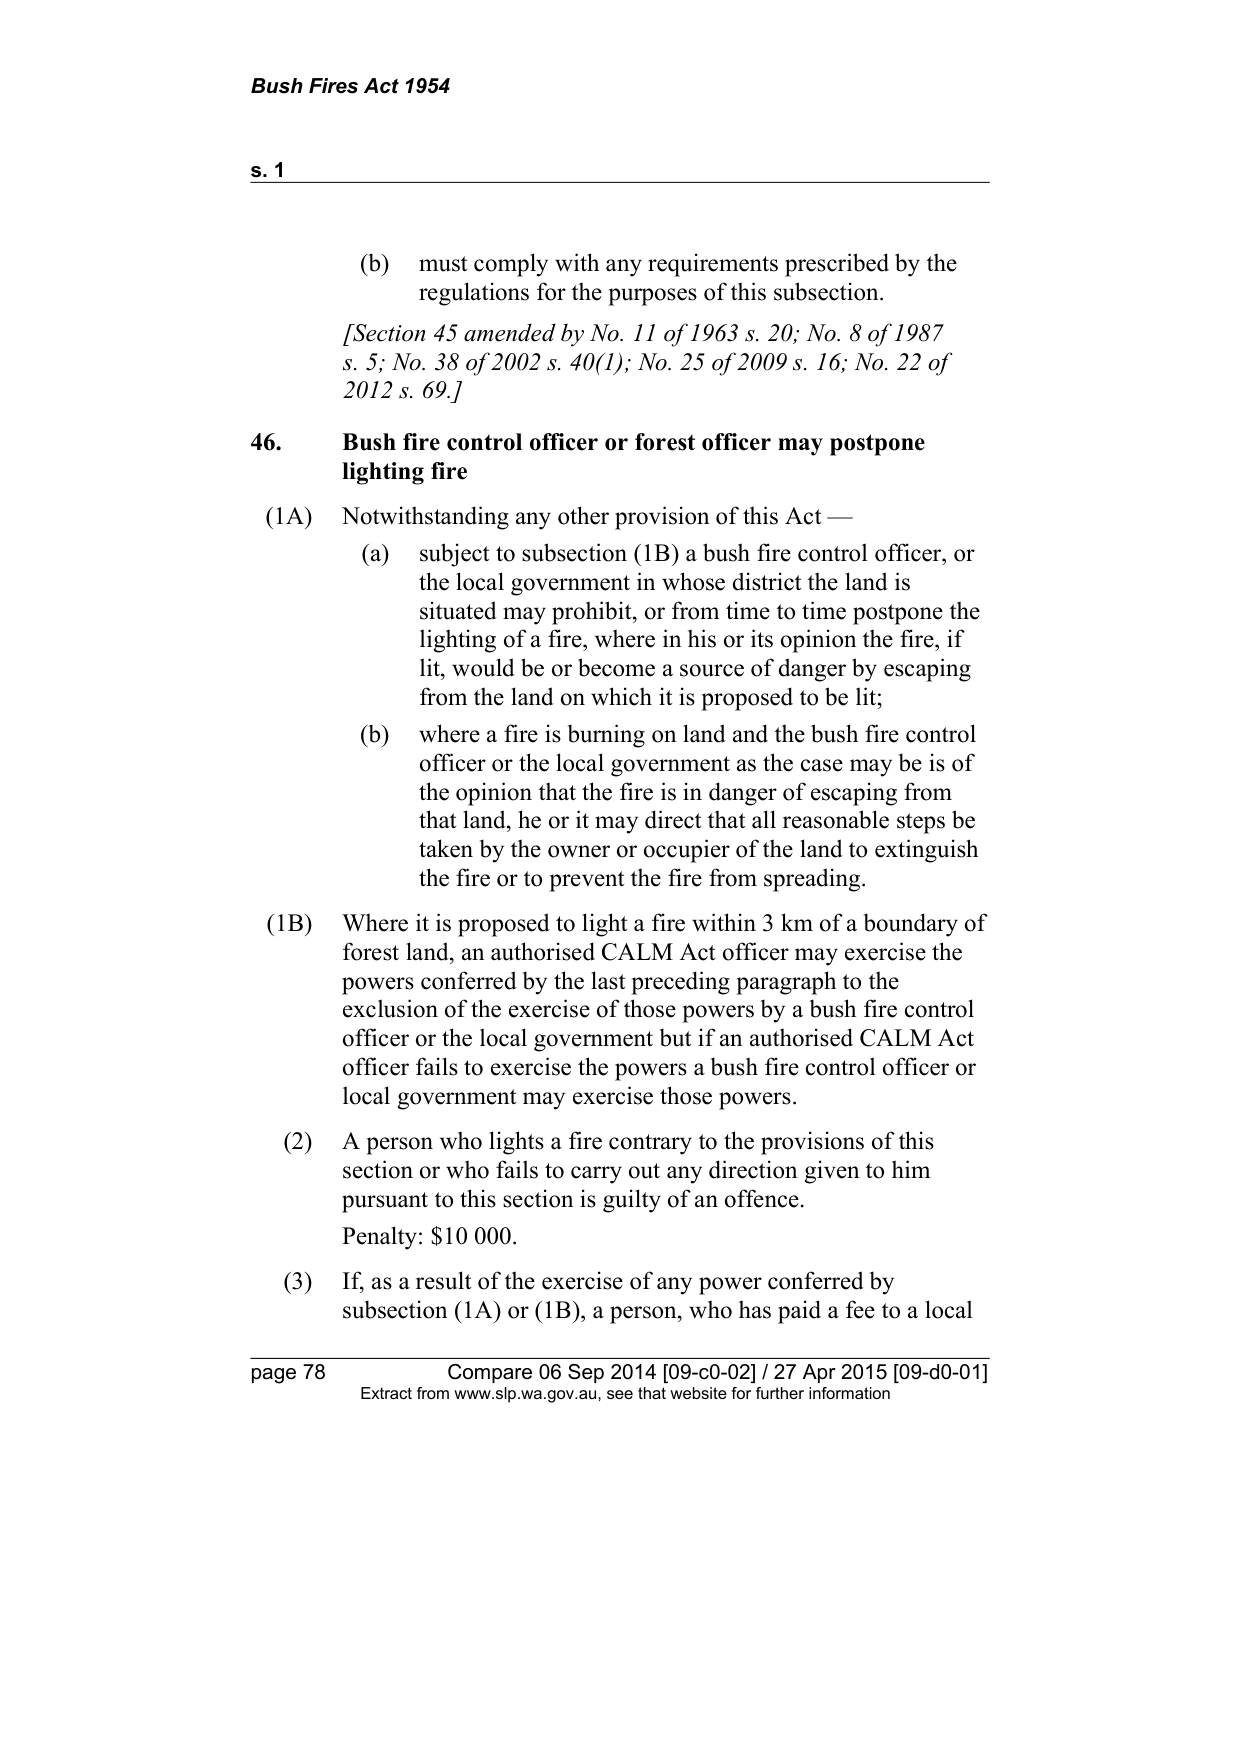 Bush Fires Act 1954
s. 1
(b) must comply with any requirements prescribed by the
regulations for the purposes of this subsection.
[Section 45 amended by No. 11 of 1963 s. 20; No. 8 of 1987
s. 5; No. 38 of 2002 s. 40(1); No. 25 of 2009 s. 16; No. 22 of
2012 s. 69.]
46. Bush fire control officer or forest officer may postpone
lighting fire
(1A) Notwithstanding any other provision of this Act —
(a) subject to subsection (1B) a bush fire control officer, or
the local government in whose district the land is
situated may prohibit, or from time to time postpone the
lighting of a fire, where in his or its opinion the fire, if
lit, would be or become a source of danger by escaping
from the land on which it is proposed to be lit;
(b) where a fire is burning on land and the bush fire control
officer or the local government as the case may be is of
the opinion that the fire is in danger of escaping from
that land, he or it may direct that all reasonable steps be
taken by the owner or occupier of the land to extinguish
the fire or to prevent the fire from spreading.
(1B) Where it is proposed to light a fire within 3 km of a boundary of
forest land, an authorised CALM Act officer may exercise the
powers conferred by the last preceding paragraph to the
exclusion of the exercise of those powers by a bush fire control
officer or the local government but if an authorised CALM Act
officer fails to exercise the powers a bush fire control officer or
local government may exercise those powers.
(2) A person who lights a fire contrary to the provisions of this
section or who fails to carry out any direction given to him
pursuant to this section is guilty of an offence.
Penalty: $10 000.
(3) If, as a result of the exercise of any power conferred by
subsection (1A) or (1B), a person, who has paid a fee to a local
page 78 Compare 06 Sep 2014 [09-c0-02] / 27 Apr 2015 [09-d0-01]
Extract from www.slp.wa.gov.au, see that website for further information